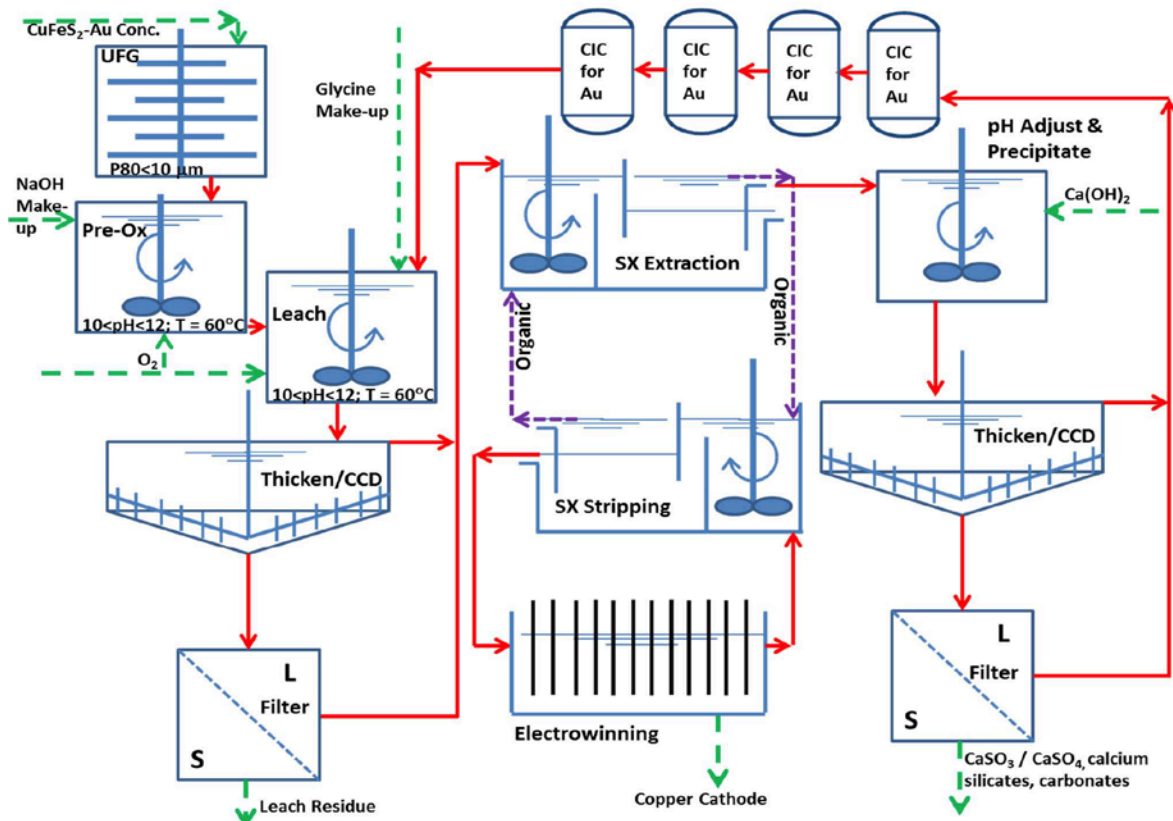 CuFeS₂-Au Conc.
UFG
P80<10 µm
NaOH
Make-
up
Pre-Ox
10<pH<12; T = 60°C
O₂
Glycine
Make-up
Leach
10<pH<12; T = 60°C
Thicken/CCD
L
Filter
S
Leach Residue
CIC
for
Au
CIC
for
Au
CIC
for
Au
CIC
for
Au
SX Extraction
Organic
Organic
SX Stripping
Electrowinning
Copper Cathode
pH Adjust &
Precipitate
Ca(OH)₂
Thicken/CCD
L
Filter
S
CaSO₃ / CaSO₄, calcium
silicates, carbonates